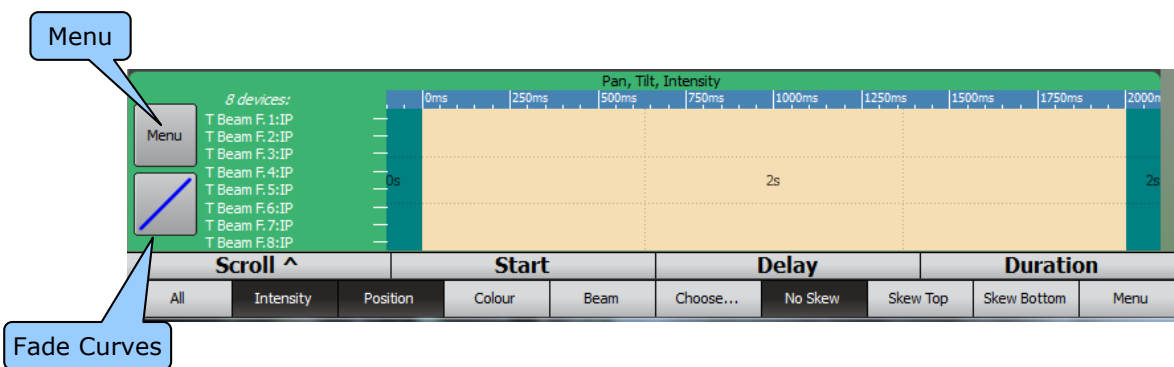 Menu
Pan, Tilt, Intensity
8 devices:
0ms 250ms 500ms 750ms 1000ms 1250ms 1500ms 1750ms 2000m
Menu
T Beam F.1:IP
T Beam F.2:IP
T Beam F.3:IP
T Beam F.4:IP
T Beam F.5:IP
T Beam F.6:IP
T Beam F.7:IP
T Beam F.8:IP
0s 2s 2s
Scroll ^ Start Delay Duration
All Intensity Position Colour Beam Choose... No Skew Skew Top Skew Bottom Menu
Fade Curves